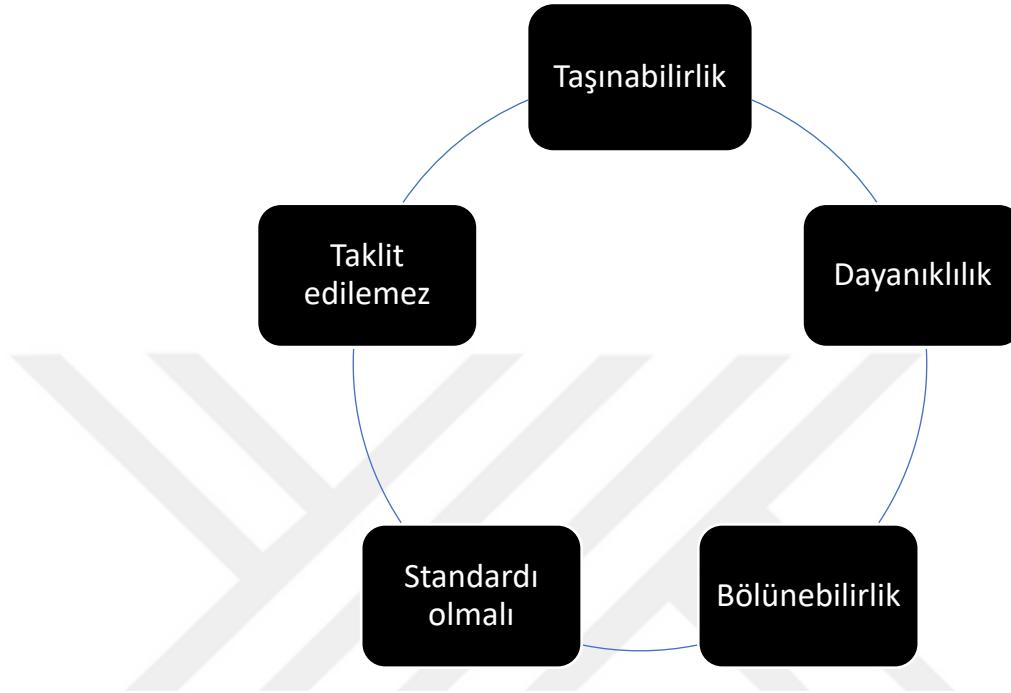 Taşınabilirlik
Dayanıklılık
Bölünebilirlik
Standardı
olmalı
Taklit
edilemez